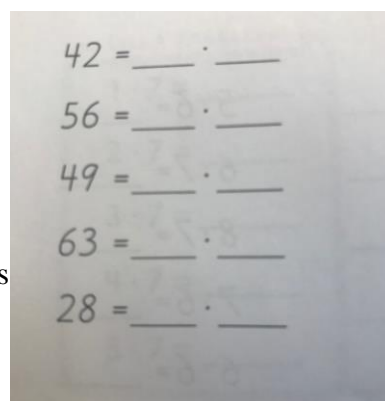 42 = ___ · ___
56 = ___ · ___
49 = ___ · ___
63 = ___ · ___
s
28 = ___ · ___